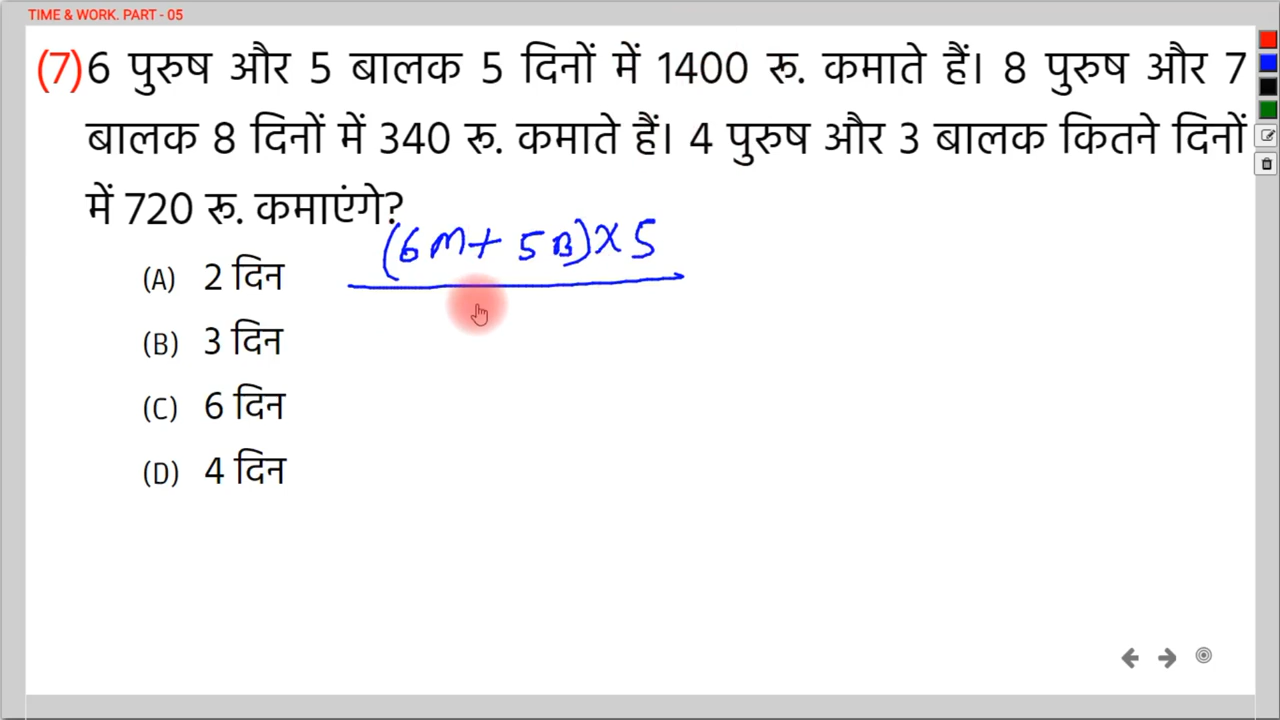 TIME & WORK. PART - 05
(7) 6 पुरुष और 5 बालक 5 दिनों में 1400 रू. कमाते हैं। 8 पुरुष और 7
बालक 8 दिनों में 340 रू. कमाते हैं। 4 पुरुष और 3 बालक कितने दिनों
में 720 रू. कमाएंगे?
(6M+ 5B)×5
(A) 2 दिन
(B) 3 दिन
(C) 6 दिन
(D) 4 दिन